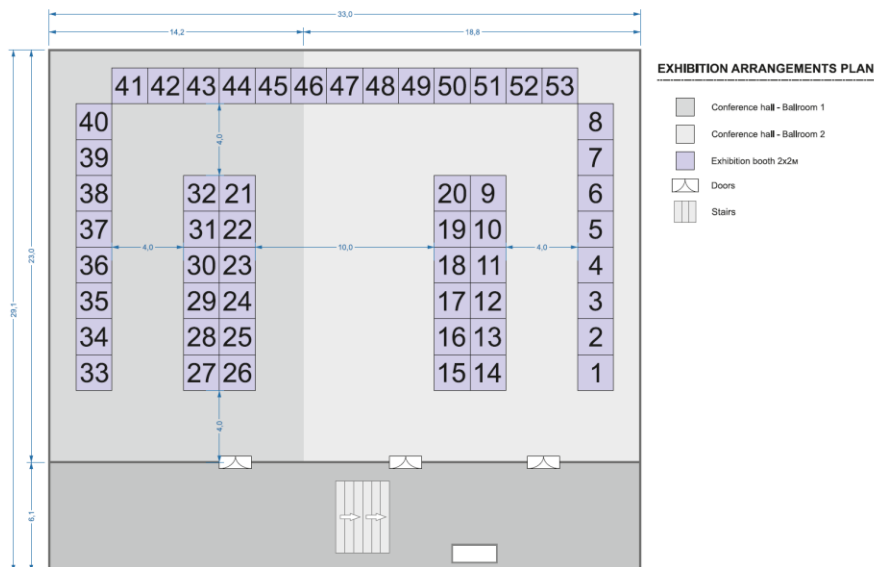 33,0
14,2 18,8
EXHIBITION ARRANGEMENTS PLAN
41 42 43 44 45 46 47 48 49 50 51 52 53
Conference hall - Ballroom 1
40 8
4,0
Conference hall - Ballroom 2
39 7
Exhibition booth 2x2м
38 32 21 20 9 6
Doors
Stairs
37 31 22 19 10 5
4,0 10,0 4,0
23,0
36 30 23 18 11 4
35 29 24 17 12 3
29,1
34 28 25 16 13 2
33 27 26 15 14 1
4,0
6,1